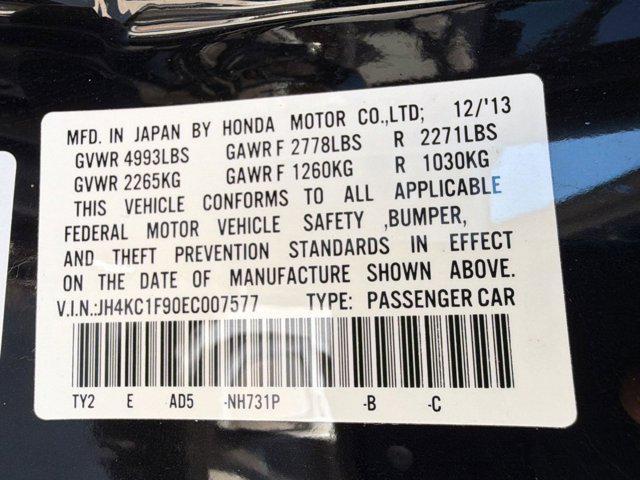 MFD. IN JAPAN BY HONDA MOTOR CO.,LTD; 12/'13
GVWR 4993LBS GAWR F 2778LBS R 2271LBS
GVWR 2265KG GAWR F 1260KG R 1030KG
THIS VEHICLE CONFORMS TO ALL APPLICABLE
FEDERAL MOTOR VEHICLE SAFETY ,BUMPER,
AND THEFT PREVENTION STANDARDS IN EFFECT
ON THE DATE OF MANUFACTURE SHOWN ABOVE.
V.I.N.:JH4KC1F90EC007577 TYPE: PASSENGER CAR
TY2 E AD5 -NH731P -B -C